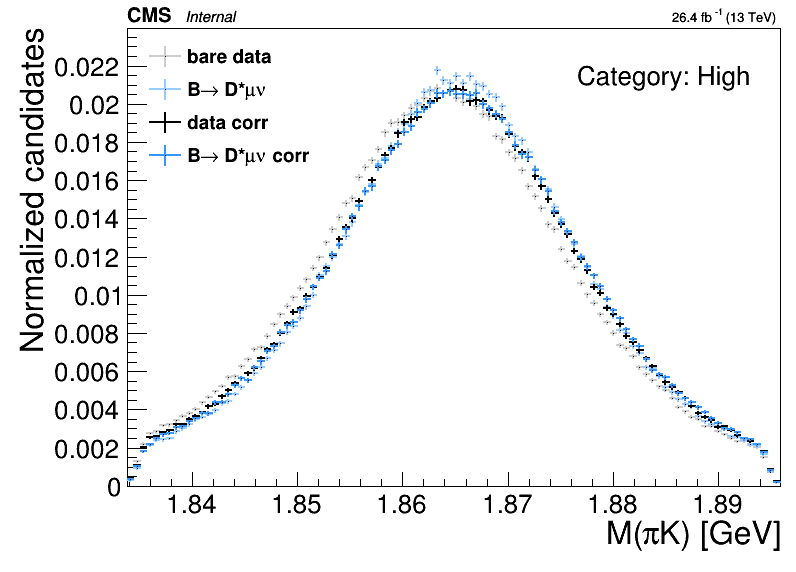 CMS Internal 26.4 fb⁻¹ (13 TeV)
Normalized candidates
bare data
B→ D*μν
data corr
B→ D*μν corr
Category: High
0.022
0.02
0.018
0.016
0.014
0.012
0.01
0.008
0.006
0.004
0.002
0
1.84 1.85 1.86 1.87 1.88 1.89
M(πK) [GeV]